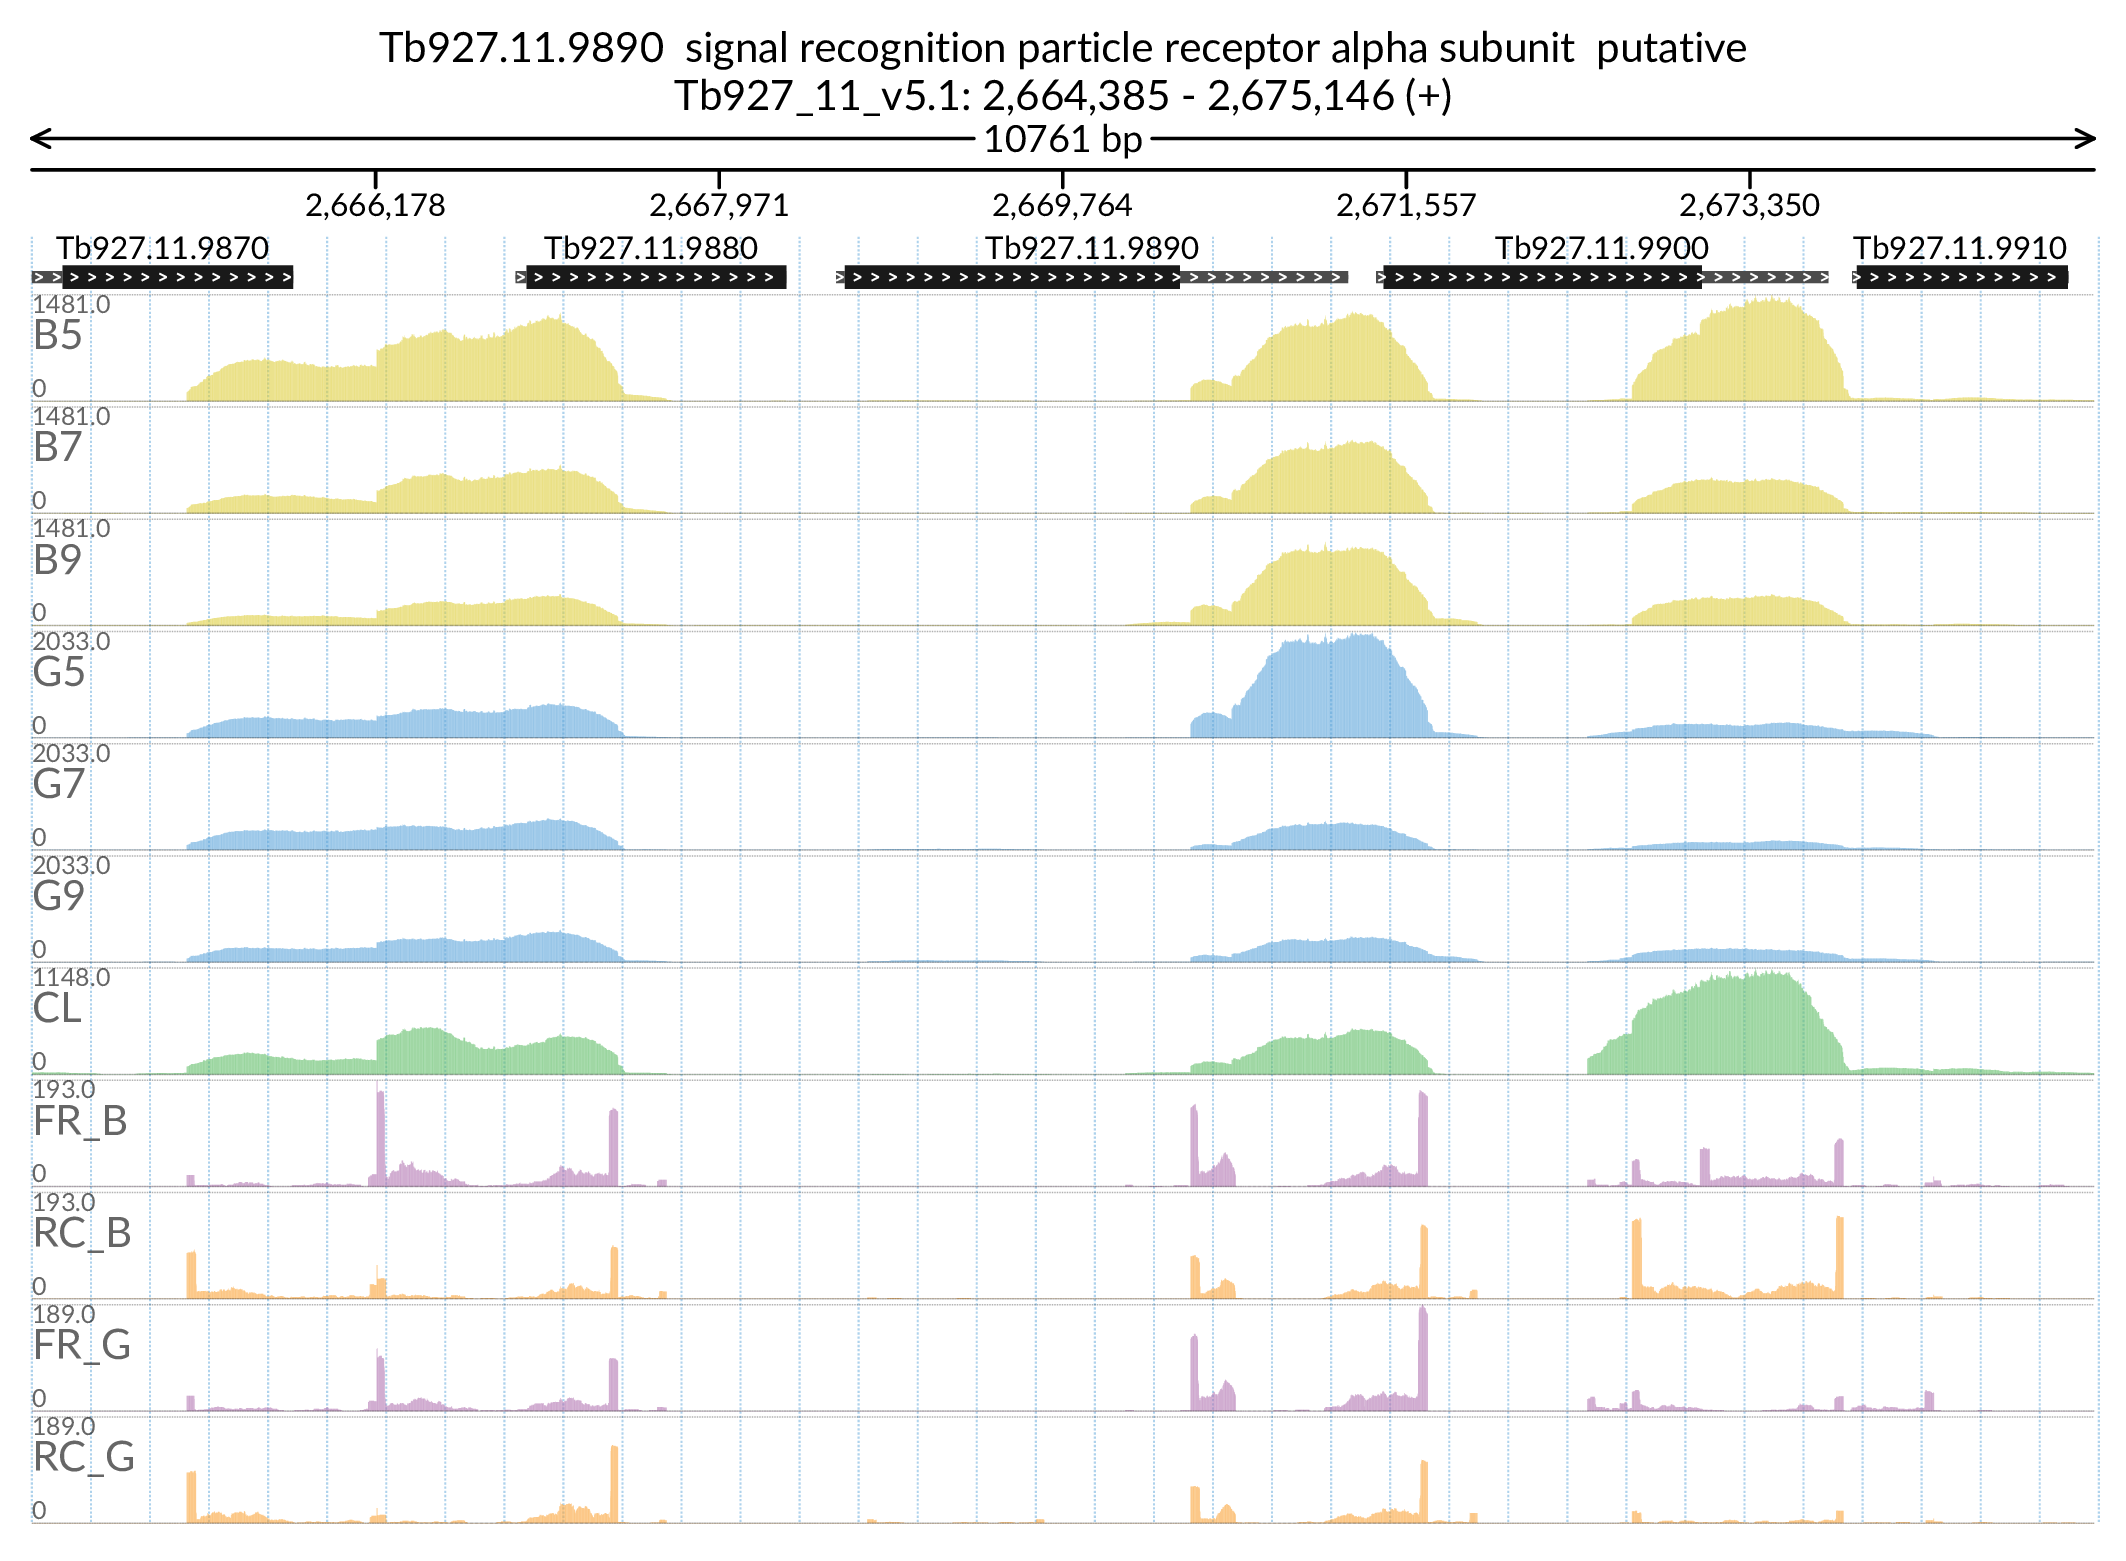 Tb927.11.9890  signal recognition particle receptor alpha subunit  putative
Tb927_11_v5.1: 2,664,385 - 2,675,146 (+)
10761 bp
2,666,178 2,667,971 2,669,764 2,671,557 2,673,350
Tb927.11.9870 Tb927.11.9880 Tb927.11.9890 Tb927.11.9900 Tb927.11.9910
1481.0
B5
0
1481.0
B7
0
1481.0
B9
0
2033.0
G5
0
2033.0
G7
0
2033.0
G9
0
1148.0
CL
0
193.0
FR_B
0
193.0
RC_B
0
189.0
FR_G
0
189.0
RC_G
0